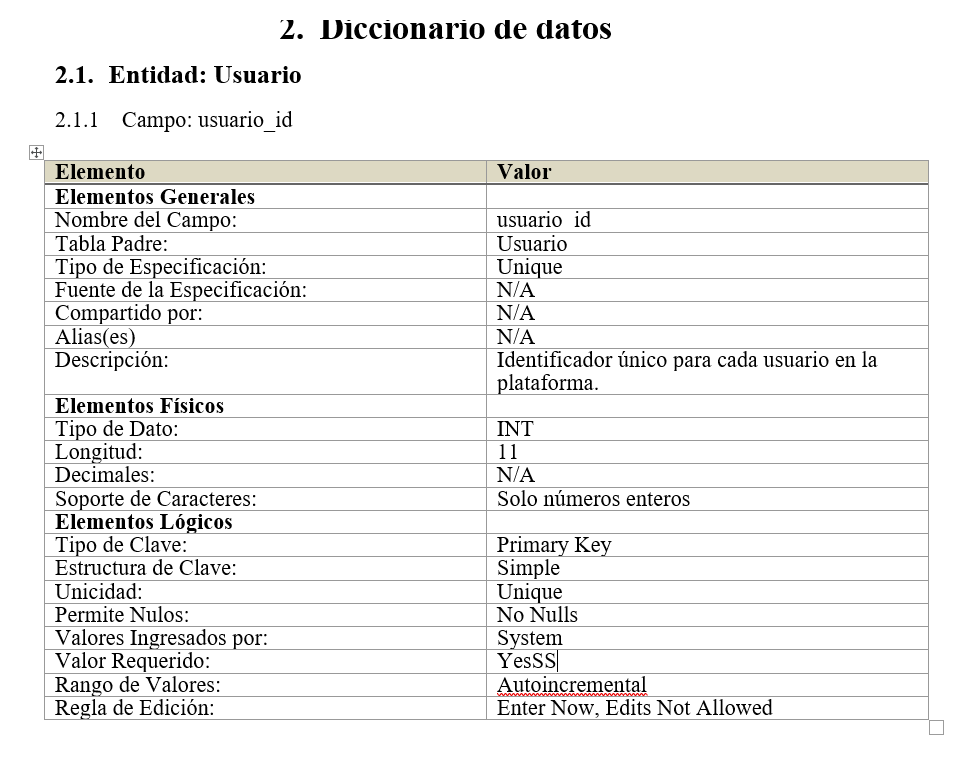 2. Diccionario de datos
2.1. Entidad: Usuario
2.1.1 Campo: usuario_id
Elemento Valor
Elementos Generales
Nombre del Campo: usuario id
Tabla Padre: Usuario
Tipo de Especificación: Unique
Fuente de la Especificación: N/A
Compartido por: N/A
Alias(es) N/A
Descripción: Identificador único para cada usuario en la
plataforma.
Elementos Físicos
Tipo de Dato: INT
Longitud: 11
Decimales: N/A
Soporte de Caracteres: Solo números enteros
Elementos Lógicos
Tipo de Clave: Primary Key
Estructura de Clave: Simple
Unicidad: Unique
Permite Nulos: No Nulls
Valores Ingresados por: System
Valor Requerido: YesSS
Rango de Valores: Autoincremental
Regla de Edición: Enter Now, Edits Not Allowed